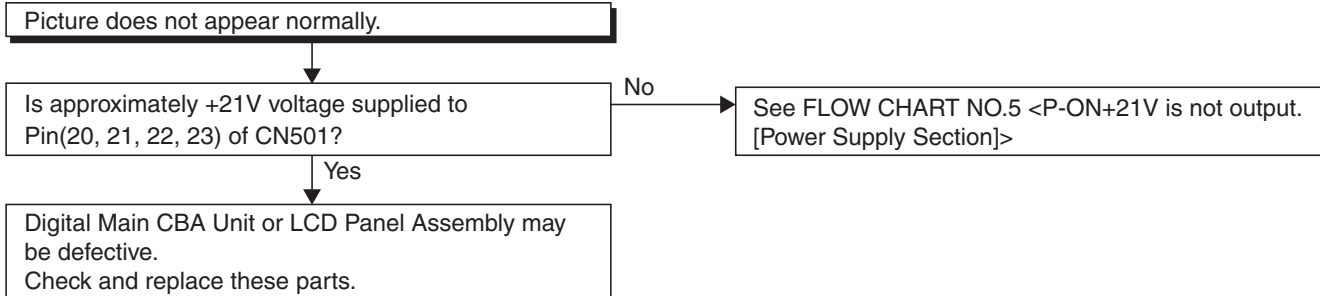 Picture does not appear normally.
Is approximately +21V voltage supplied to
Pin(20, 21, 22, 23) of CN501?
No
See FLOW CHART NO.5 <P-ON+21V is not output.
[Power Supply Section]>
Yes
Digital Main CBA Unit or LCD Panel Assembly may
be defective.
Check and replace these parts.